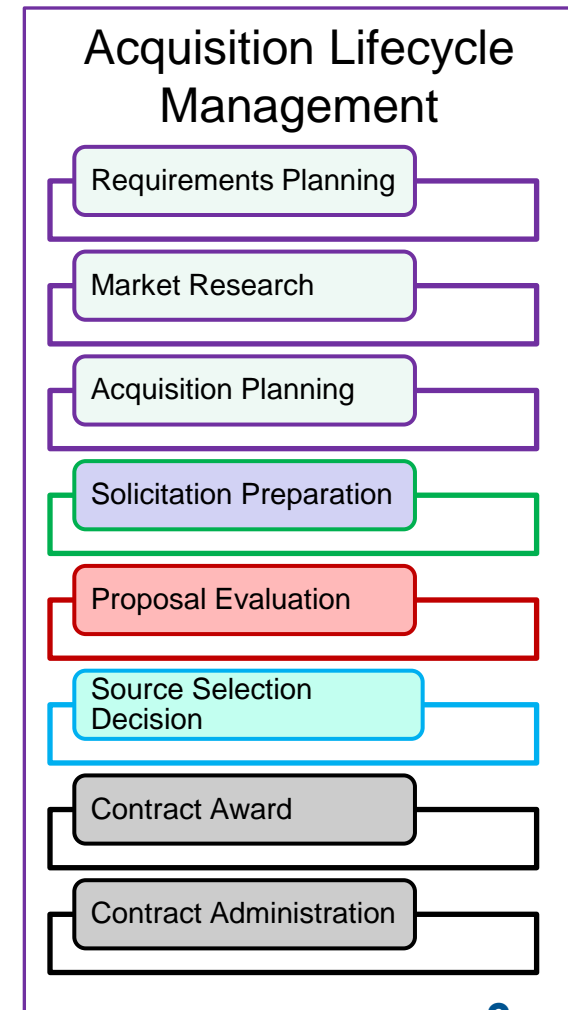 Acquisition Lifecycle
Management
Requirements Planning
Market Research
Acquisition Planning
Solicitation Preparation
Proposal Evaluation
Source Selection
Decision
Contract Award
Contract Administration